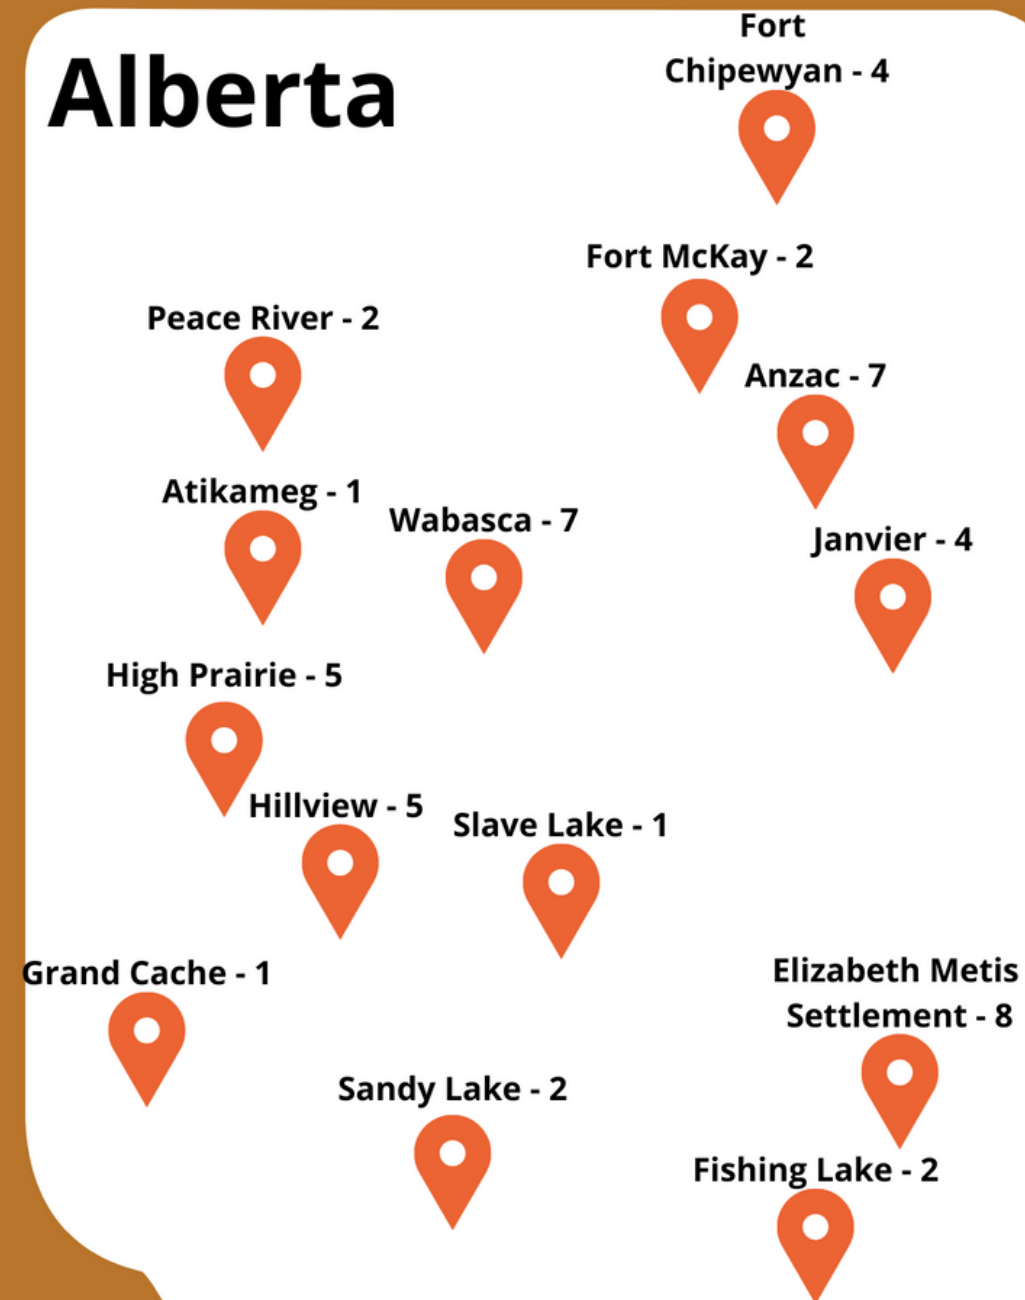 Alberta
Fort
Chipewyan - 4
Fort McKay - 2
Peace River - 2
Anzac - 7
Atikameg - 1
Wabasca - 7
Janvier - 4
High Prairie - 5
Hillview - 5
Slave Lake - 1
Grand Cache - 1
Elizabeth Metis
Settlement - 8
Sandy Lake - 2
Fishing Lake - 2